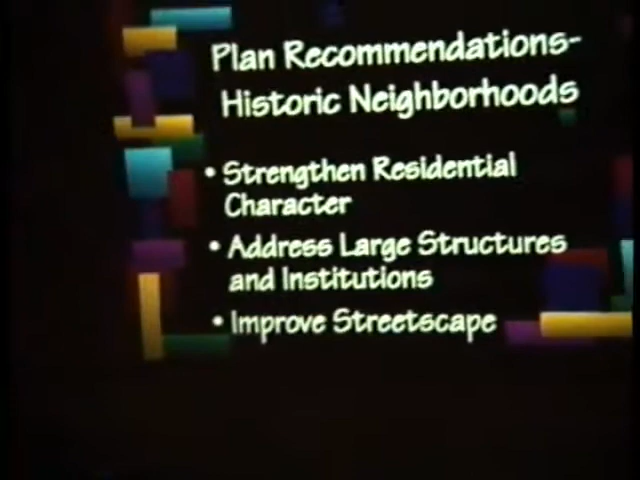 Plan Recommendations-
Historic Neighborhoods
• Strengthen Residential
Character
• Address Large Structures
and Institutions
• Improve Streetscape